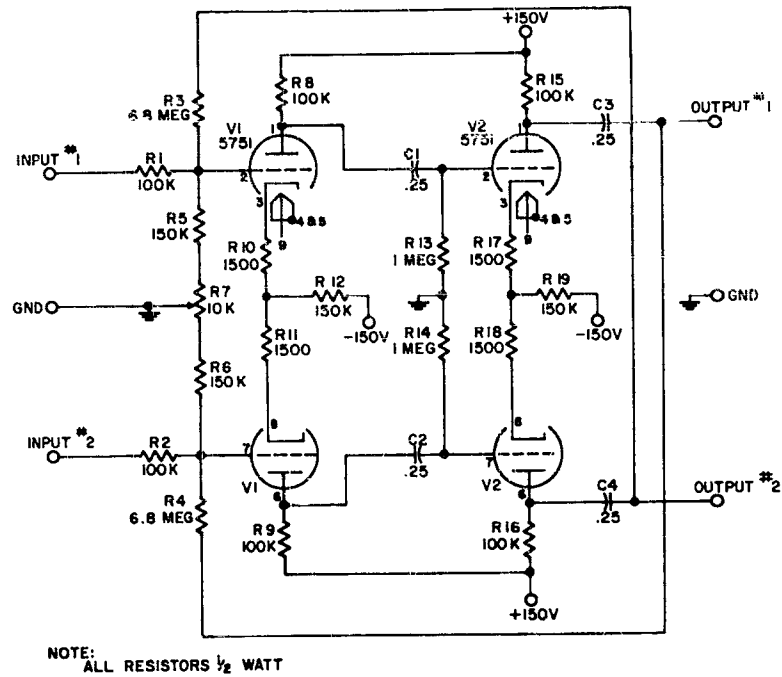 +150V
R3
6.8 MEG
R8
100K
R15
100K
C3
.25
OUTPUT #1
V1
5751
1
V2
5751
1
INPUT #1
R1
100K
2
3
C1
.25
2
3
4&5
9
4&5
9
R5
150K
R10
1500
R13
1 MEG
R17
1500
GND
R7
10K
R12
150K
-150V
R19
150K
-150V
GND
R11
1500
R14
1 MEG
R18
1500
R6
150K
INPUT #2
R2
100K
7
8
V1
6
C2
.25
7
8
V2
6
C4
.25
OUTPUT #2
R4
6.8 MEG
R9
100K
R16
100K
+150V
NOTE:
ALL RESISTORS ½ WATT